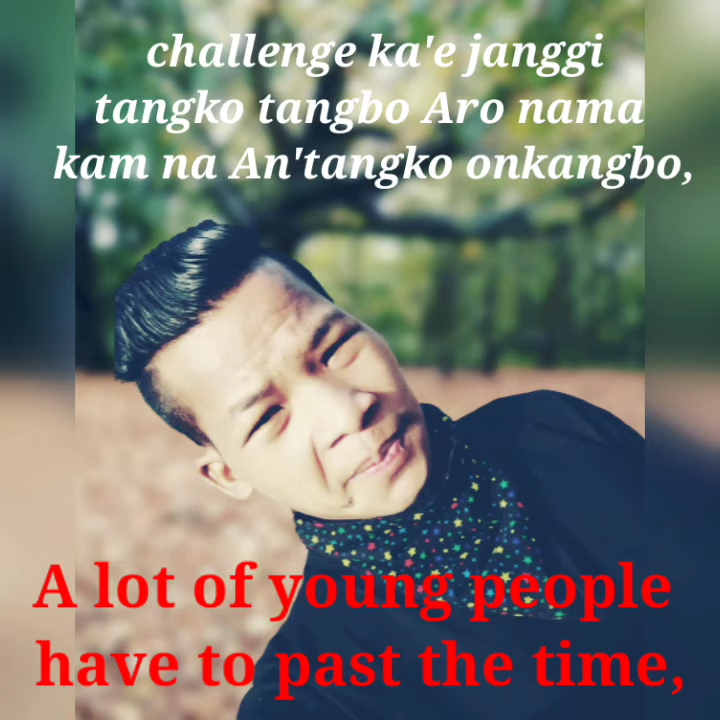 challenge ka'e janggi
tangko tangbo Aro nama
kam na An'tangko onkangbo,
A lot of young people
have to past the time,